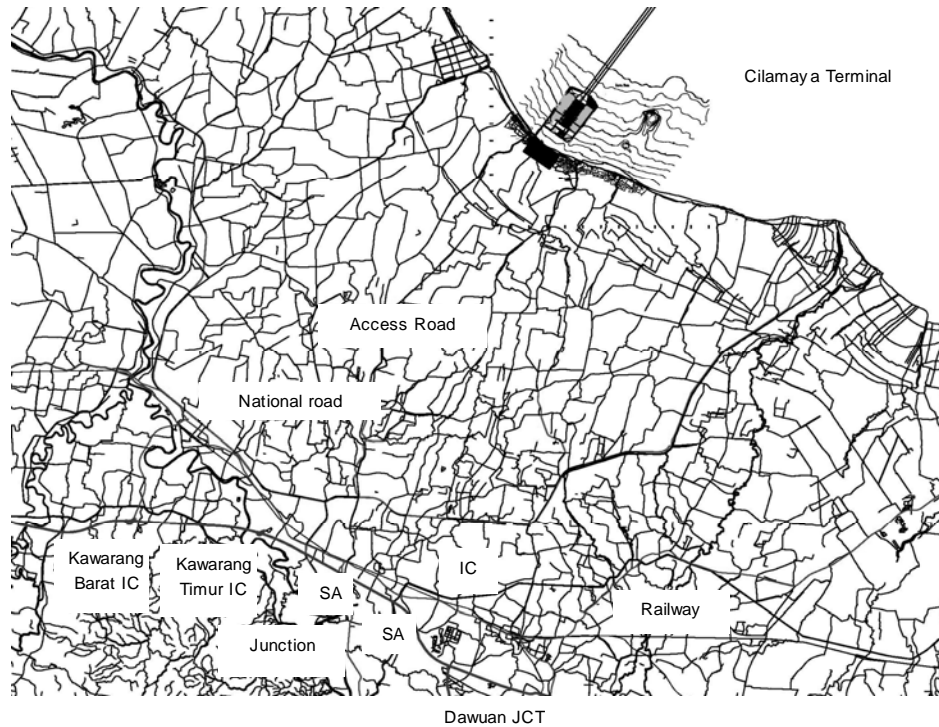 Cilamaya Terminal
Access Road
National road
Kawarang
Barat IC
Kawarang
Timur IC
SA
IC
SA
Railway
Junction
Dawuan JCT